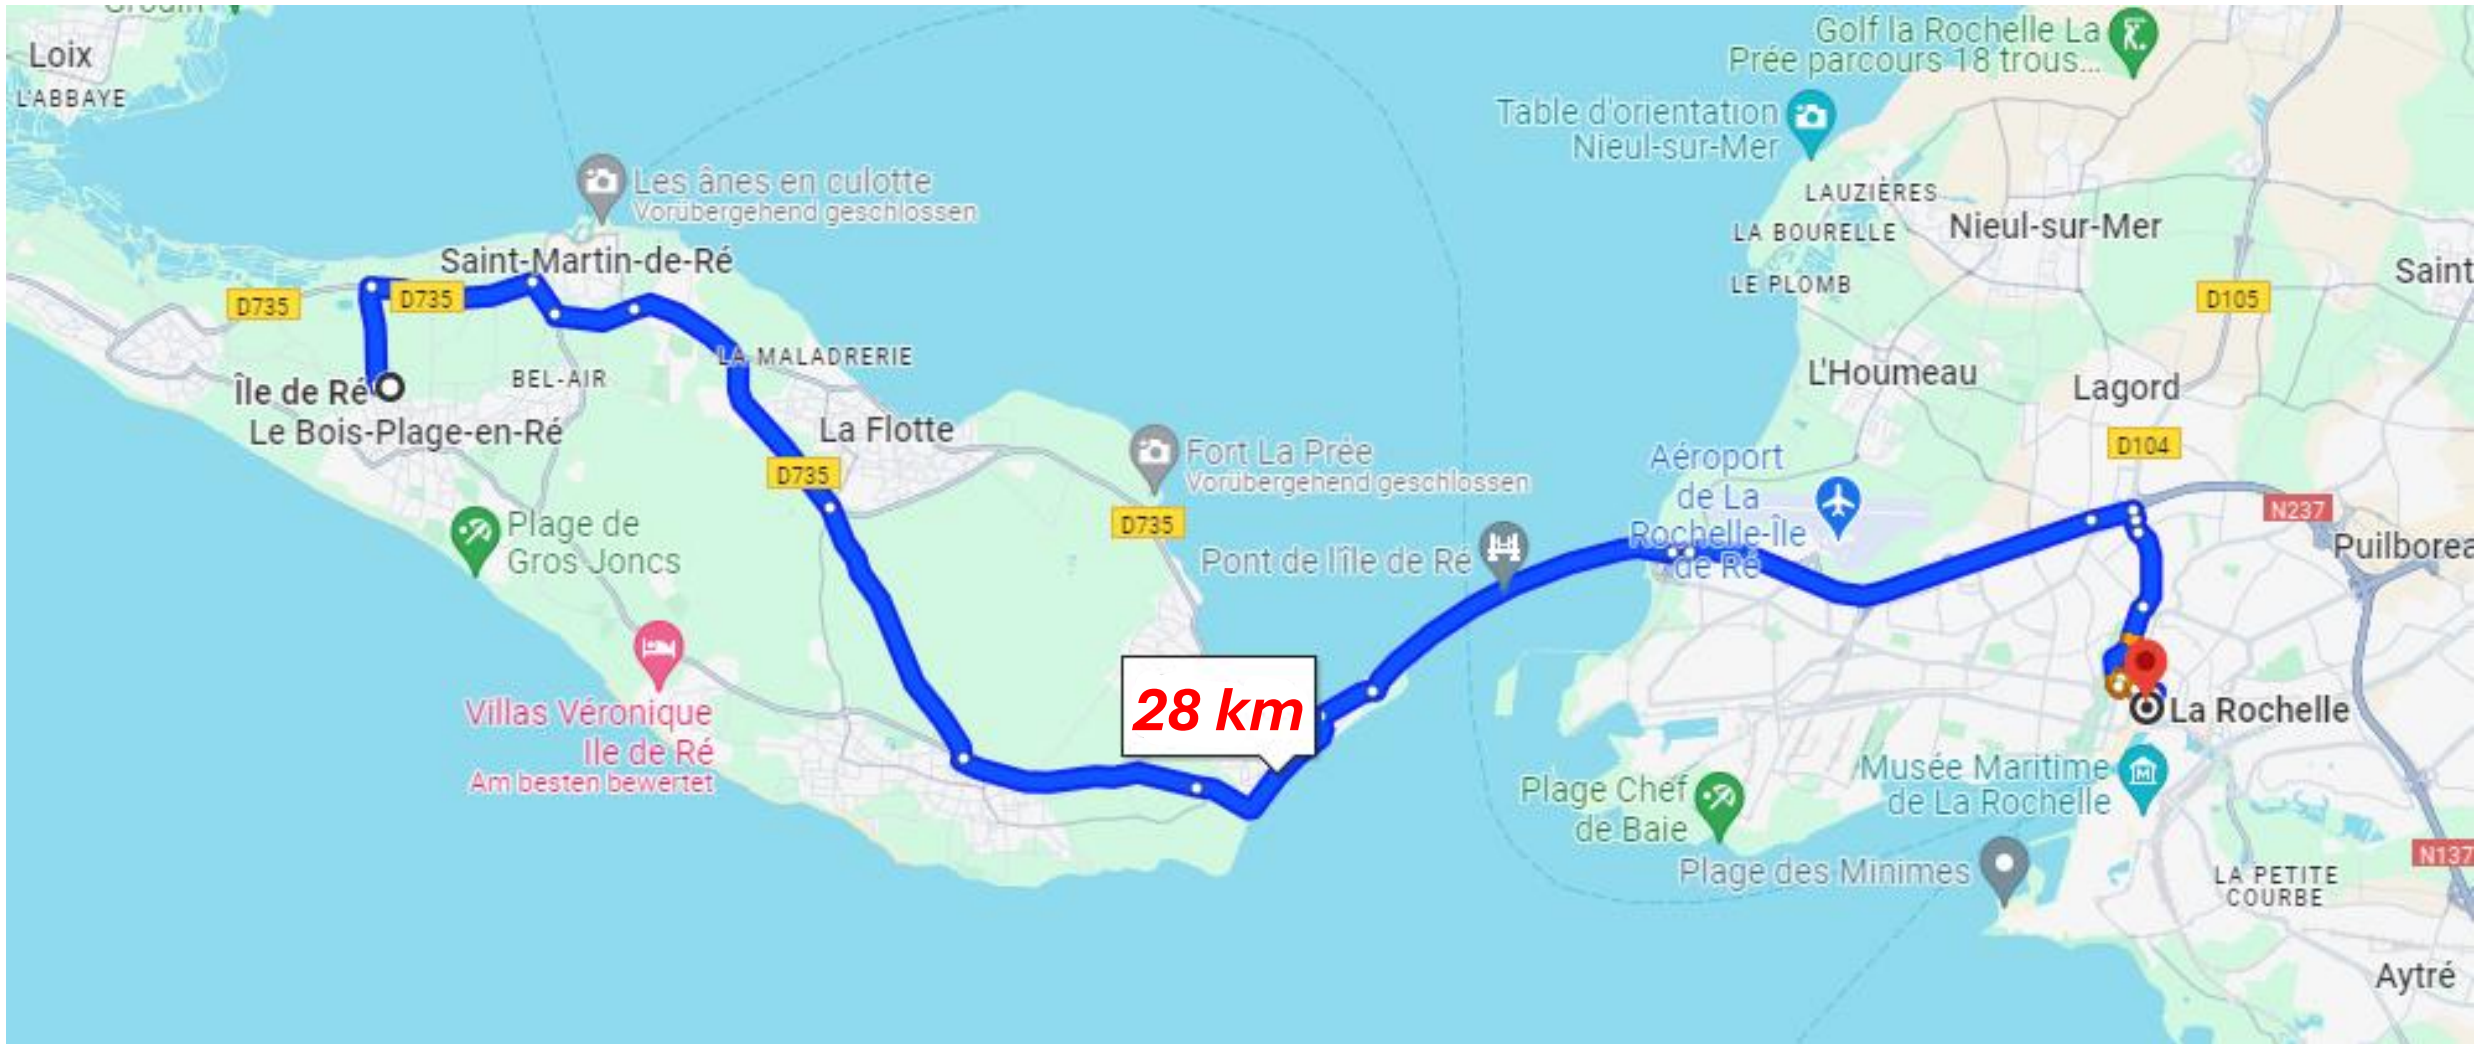 Loix
L'ABBAYE
Golf la Rochelle La
Prée parcours 18 trous...
Table d'orientation
Nieul-sur-Mer
Les ânes en culotte
Vorübergehend geschlossen
LAUZIÈRES
LA BOURELLE
Nieul-sur-Mer
LE PLOMB
Saint-Martin-de-Ré
Saint
D735
D735
D105
LA MALADRERIE
BEL-AIR
Île de Ré
Le Bois-Plage-en-Ré
L'Houmeau
Lagord
La Flotte
D104
D735
Fort La Prée
Vorübergehend geschlossen
Aéroport
de La
Rochelle-Île
de Ré
D735
N237
Plage de
Gros Joncs
Pont de l'île de Ré
Puilborea
28 km
Villas Véronique
Ile de Ré
Am besten bewertet
La Rochelle
Musée Maritime
de La Rochelle
Plage Chef
de Baie
Plage des Minimes
N137
LA PETITE
COURBE
Aytré